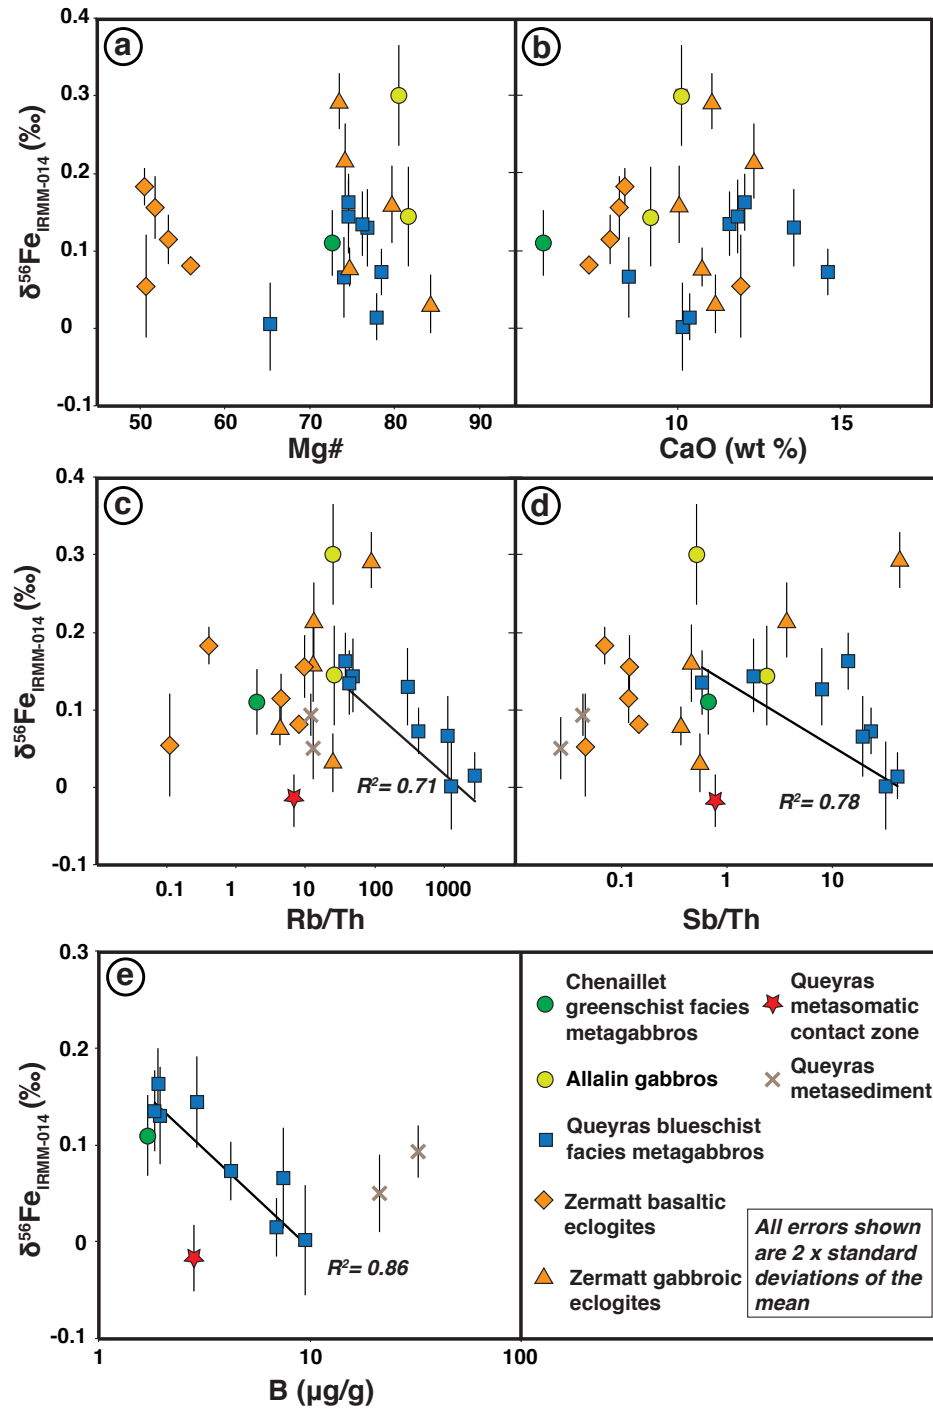 a
b
0.4
0.3
0.2
0.1
0
-0.1
δ⁵⁶Fe_IRMM-014 (‰)
50 60 70 80 90
10 15
Mg#
CaO (wt %)
c
d
0.4
0.3
0.2
0.1
0
-0.1
δ⁵⁶Fe_IRMM-014 (‰)
R²= 0.71
R²= 0.78
0.1 1 10 100 1000
0.1 1 10
Rb/Th
Sb/Th
e
0.3
0.2
0.1
0
-0.1
δ⁵⁶Fe_IRMM-014 (‰)
R²= 0.86
1 10 100
B (µg/g)
Chenaillet
greenschist facies
metagabbros
Allalin gabbros
Queyras blueschist
facies metagabbros
Zermatt basaltic
eclogites
Zermatt gabbroic
eclogites
Queyras
metasomatic
contact zone
Queyras
metasediment
All errors shown
are 2 x standard
deviations of the
mean